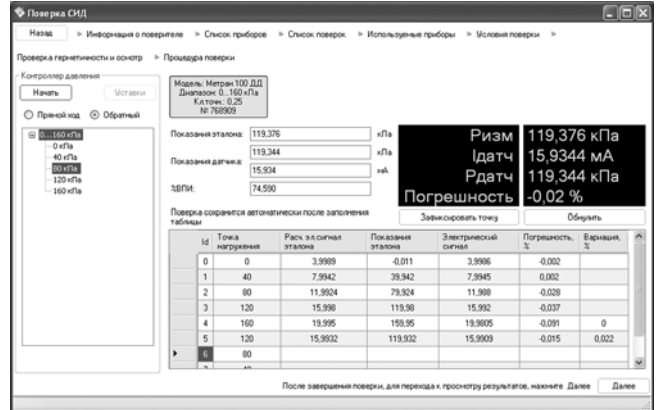 Поверка СИД
Назад Информация о поверителе Список приборов Список поверок Используемые приборы Условия поверки
Проверка герметичности и осмотр Процедура поверки
Контроллер давления
Начать Уставки
Прямой ход Обратный
0...160 кПа
0 кПа
40 кПа
80 кПа
120 кПа
160 кПа
Модель: Метран 100 ДД
Диапазон: 0...160 кПа
Кл.точн.: 0,25
№ 768909
Показания эталона: 119,376 кПа
Показания датчика: 119,344 кПа
15,934 мА
%ВПИ: 74,590
Pизм 119,376 кПа
Iдатч 15,9344 мА
Pдатч 119,344 кПа
Погрешность -0,02 %
Поверка сохранится автоматически после заполнения
таблицы
Зафиксировать точку Обнулить
Id Точка нагружения Расч. эл.сигнал эталона Показания эталона Электрический сигнал Погрешность, % Вариация, %
0 0 3,9989 -0,011 3,9986 -0,002
1 40 7,9942 39,942 7,9945 0,002
2 80 11,9924 79,924 11,988 -0,028
3 120 15,998 119,98 15,992 -0,037
4 160 19,995 159,95 19,9805 -0,091 0
5 120 15,9932 119,932 15,9909 -0,015 0,022
6 80
После завершения поверки, для перехода к просмотру результатов, нажмите Далее Далее